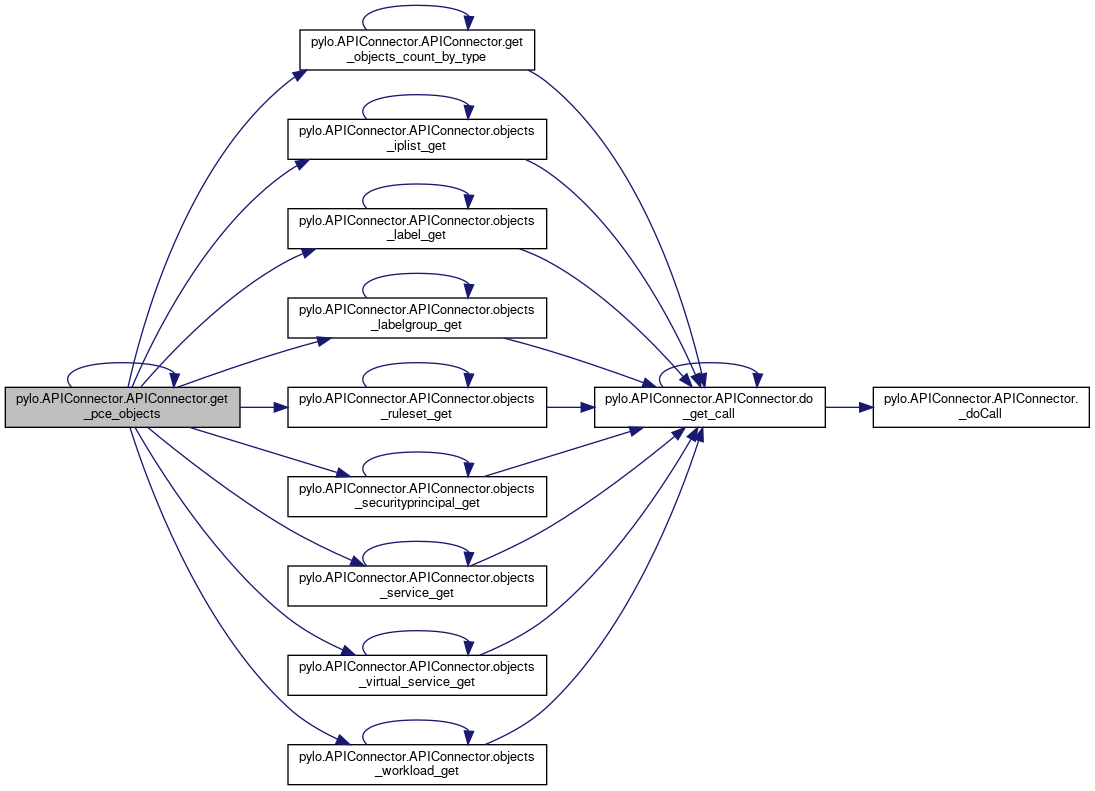 pylo.APIConnector.APIConnector.get
_objects_count_by_type
pylo.APIConnector.APIConnector.objects
_iplist_get
pylo.APIConnector.APIConnector.objects
_label_get
pylo.APIConnector.APIConnector.objects
_labelgroup_get
pylo.APIConnector.APIConnector.get
_pce_objects
pylo.APIConnector.APIConnector.objects
_ruleset_get
pylo.APIConnector.APIConnector.do
_get_call
pylo.APIConnector.APIConnector.
_doCall
pylo.APIConnector.APIConnector.objects
_securityprincipal_get
pylo.APIConnector.APIConnector.objects
_service_get
pylo.APIConnector.APIConnector.objects
_virtual_service_get
pylo.APIConnector.APIConnector.objects
_workload_get